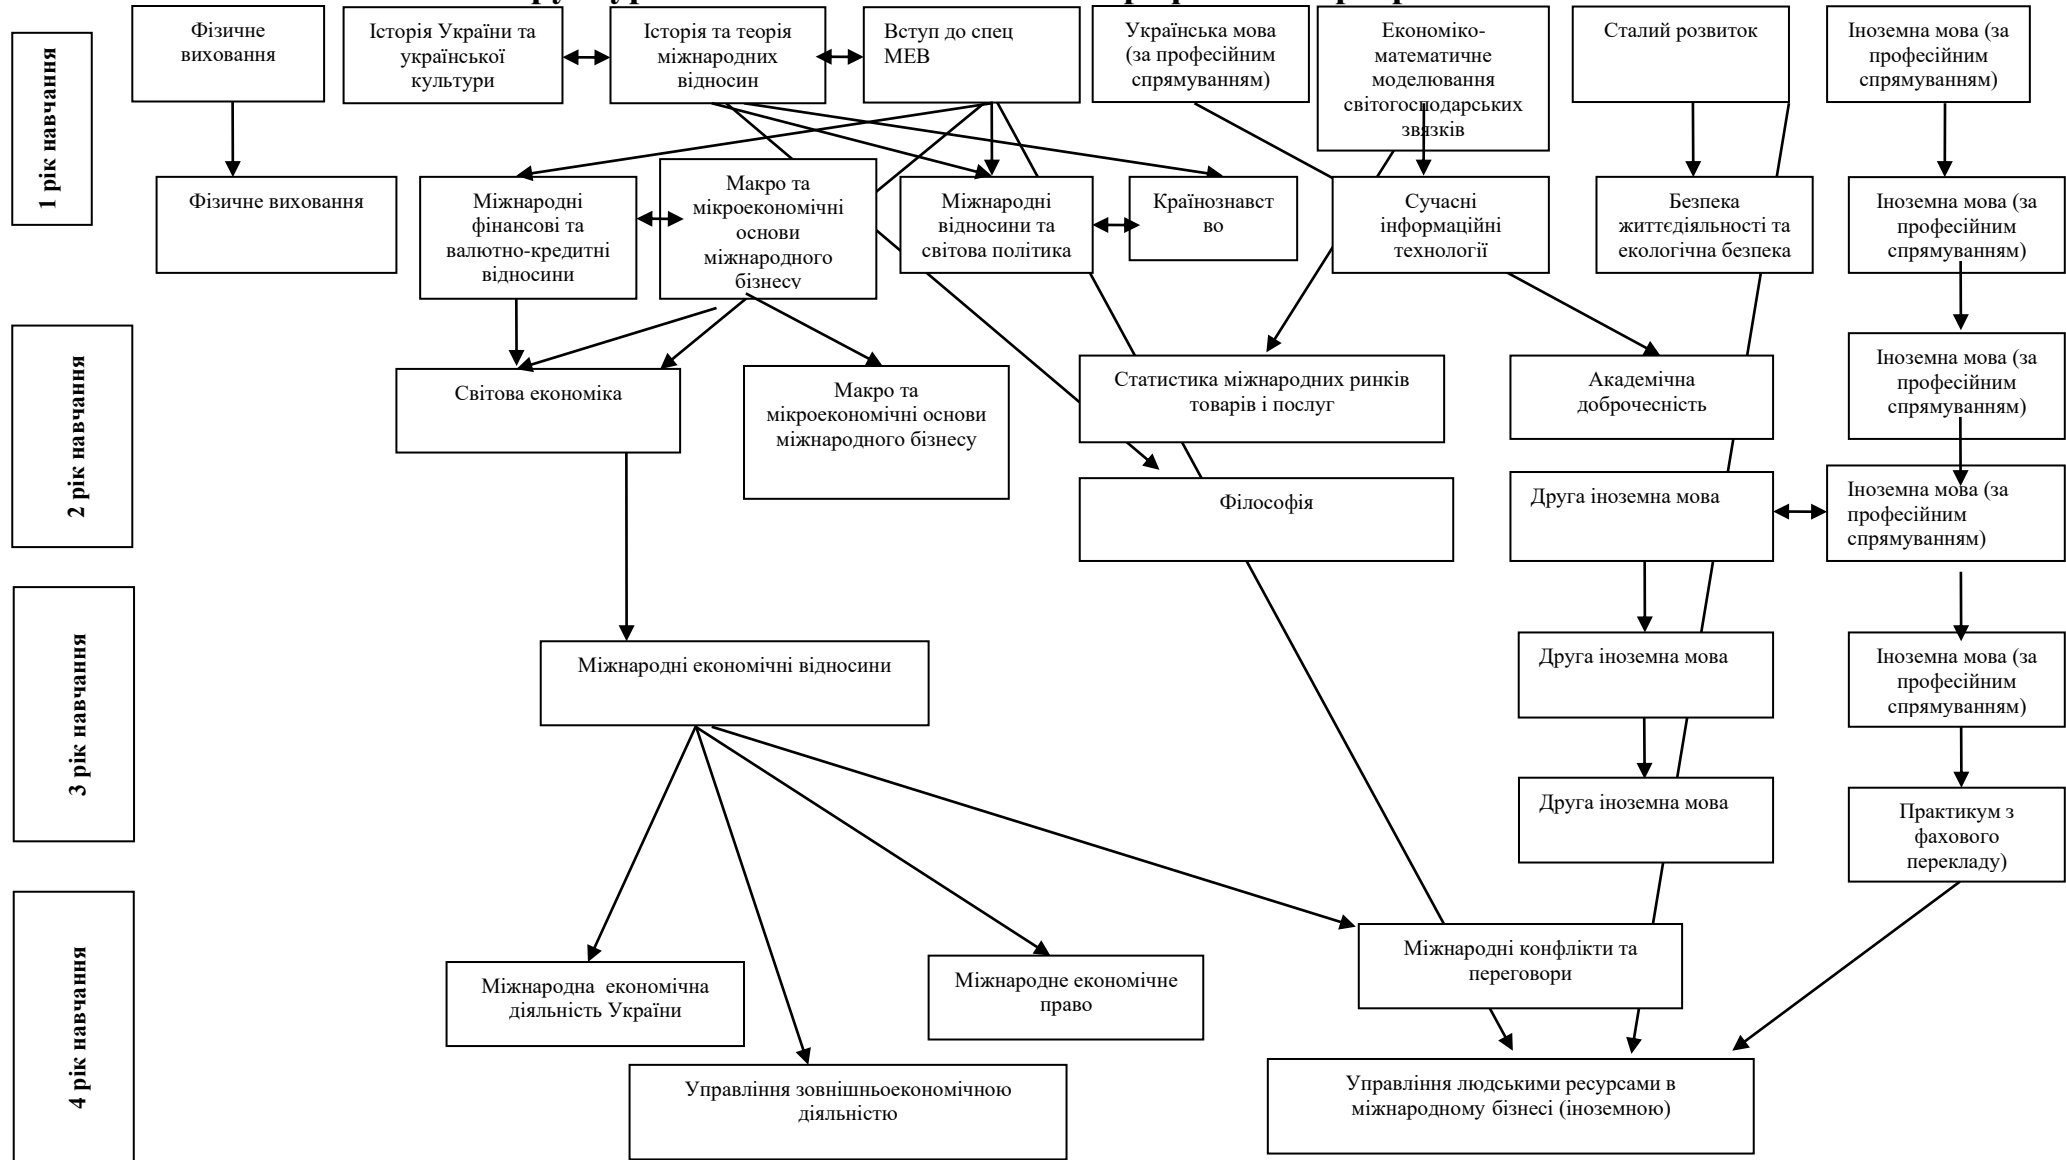 1 рік навчання
Фізичне
виховання
Історія України та
української
культури
Історія та теорія
міжнародних
відносин
Вступ до спец
МЕВ
Українська мова
(за професійним
спрямуванням)
Економіко-
математичне
моделювання
світогосподарських
звязків
Сталий розвиток
Іноземна мова (за
професійним
спрямуванням)
Фізичне виховання
Міжнародні
фінансові та
валютно-кредитні
відносини
Макро та
мікроекономічні
основи
міжнародного
бізнесу
Міжнародні
відносини та
світова політика
Країнознавст
во
Сучасні
інформаційні
технології
Безпека
життєдіяльності та
екологічна безпека
Іноземна мова (за
професійним
спрямуванням)
2 рік навчання
Світова економіка
Макро та
мікроекономічні основи
міжнародного бізнесу
Статистика міжнародних ринків
товарів і послуг
Академічна
доброчесність
Іноземна мова (за
професійним
спрямуванням)
Філософія
Друга іноземна мова
Іноземна мова (за
професійним
спрямуванням)
3 рік навчання
Міжнародні економічні відносини
Друга іноземна мова
Іноземна мова (за
професійним
спрямуванням)
Друга іноземна мова
Практикум з
фахового
перекладу)
4 рік навчання
Міжнародна  економічна
діяльність України
Міжнародне економічне
право
Міжнародні конфлікти та
переговори
Управління зовнішньоекономічною
діяльністю
Управління людськими ресурсами в
міжнародному бізнесі (іноземною)